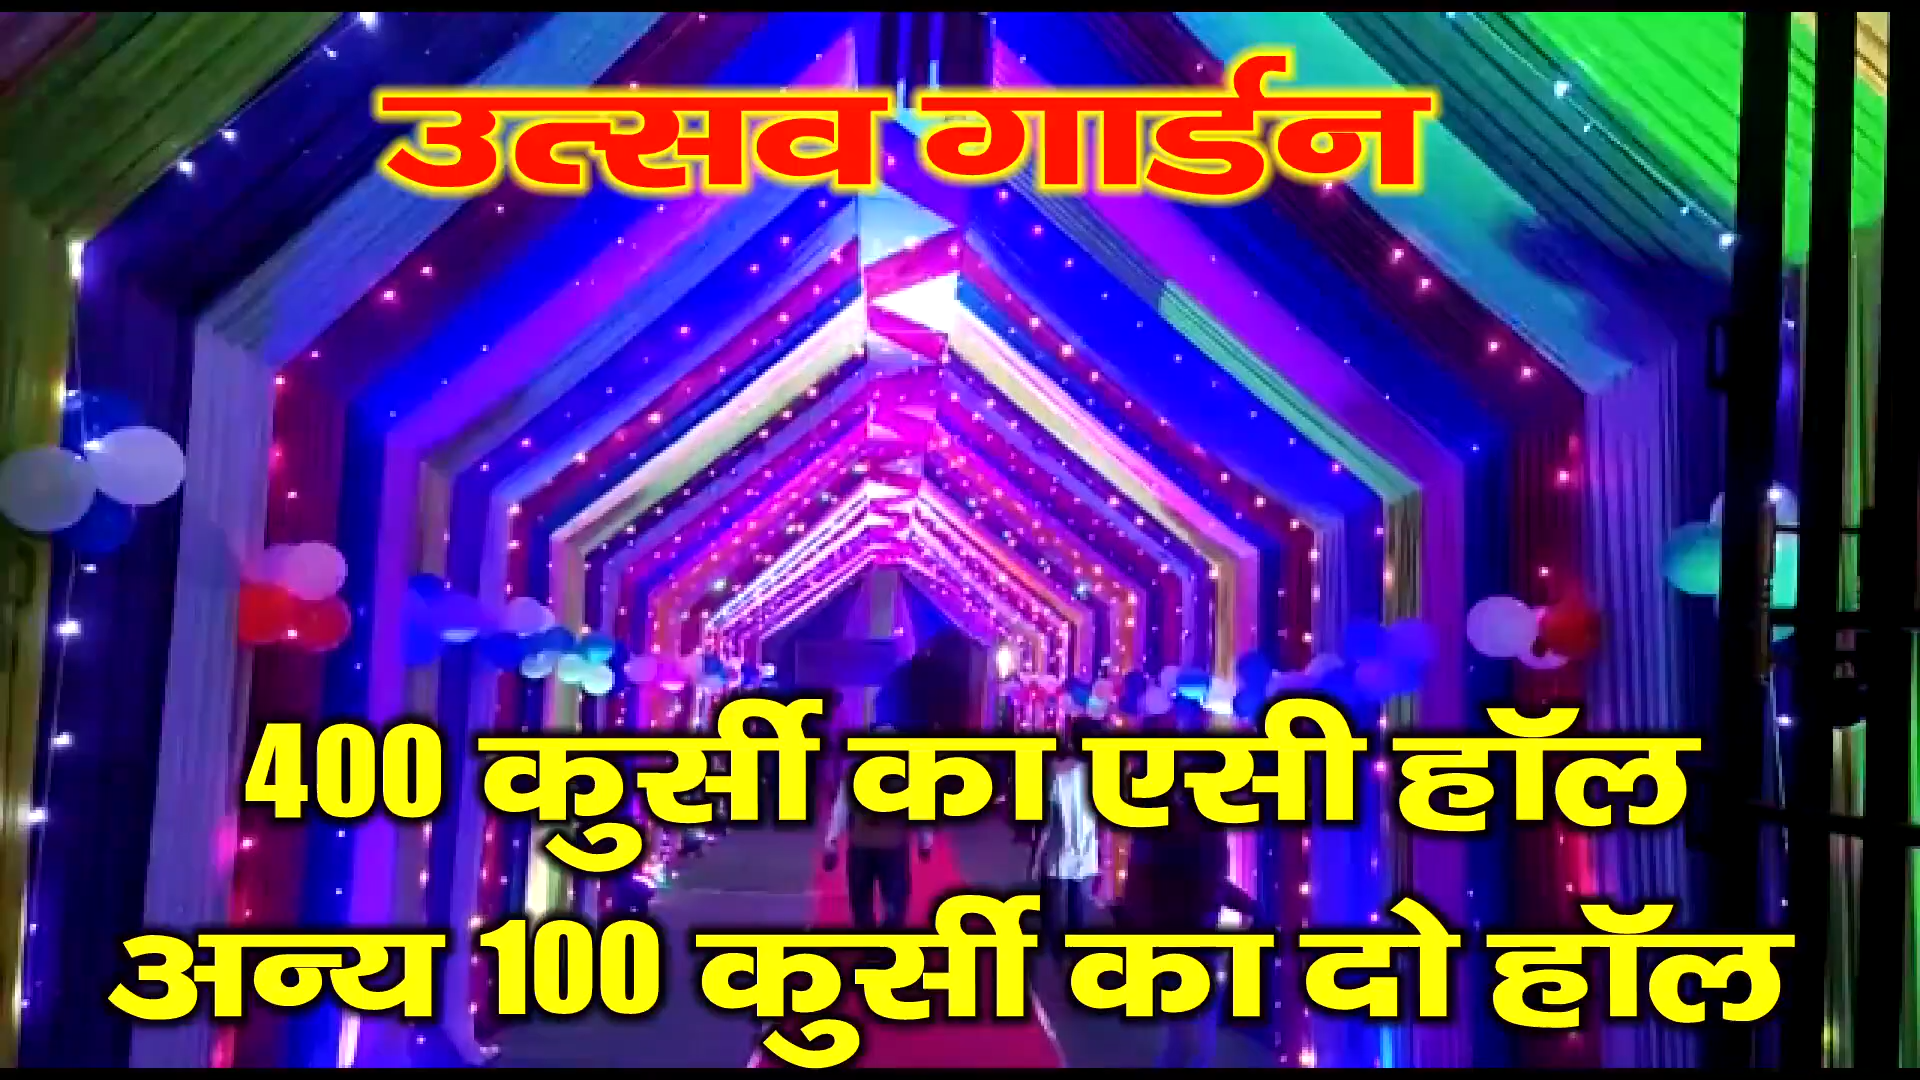 उत्सव गार्डन
400 कुर्सी का एसी हॉल
अन्य 100 कुर्सी का दो हॉल